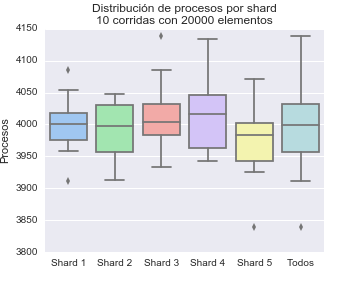 Distribución de procesos por shard
10 corridas con 20000 elementos
Procesos
4150
4100
4050
4000
3950
3900
3850
3800
Shard 1 Shard 2 Shard 3 Shard 4 Shard 5 Todos